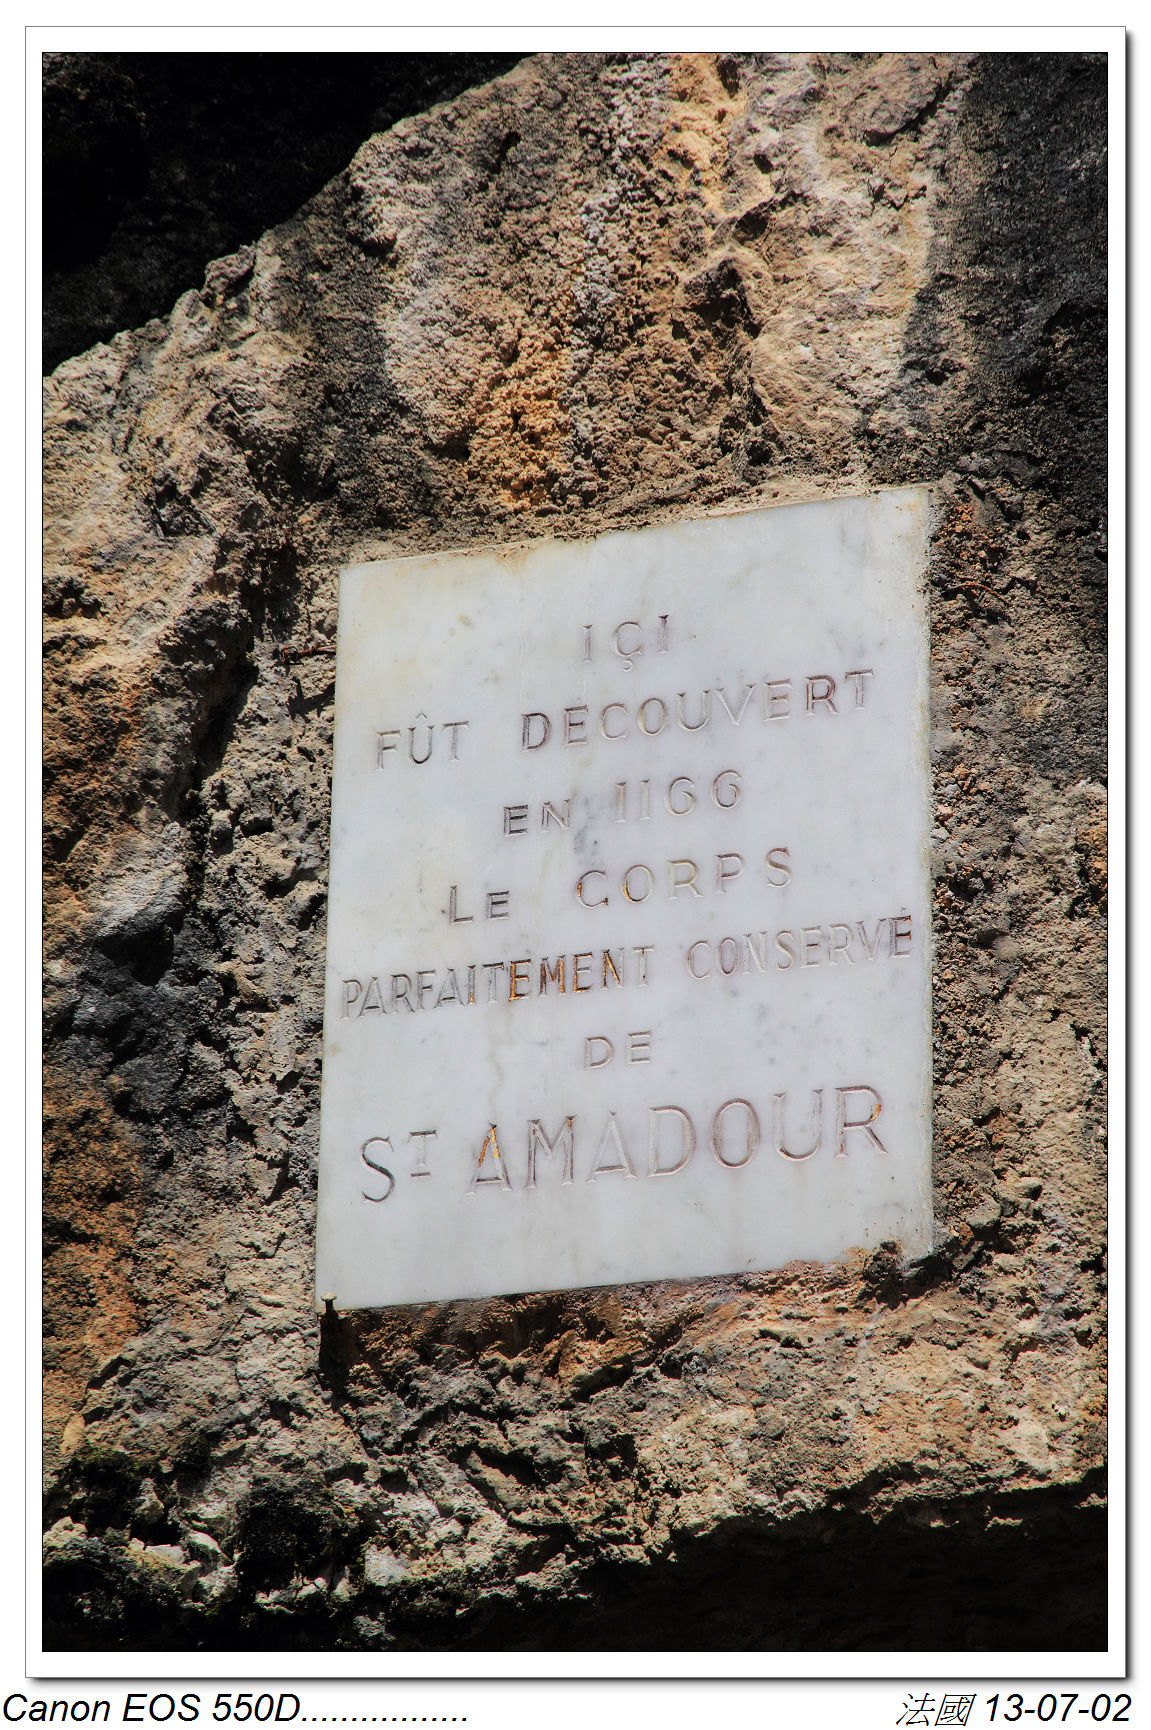 IÇI
FÛT DÉCOUVERT
EN 1166
LE CORPS
PARFAITEMENT CONSERVÉ
DE
ST AMADOUR
Canon EOS 550D.................
法國 13-07-02